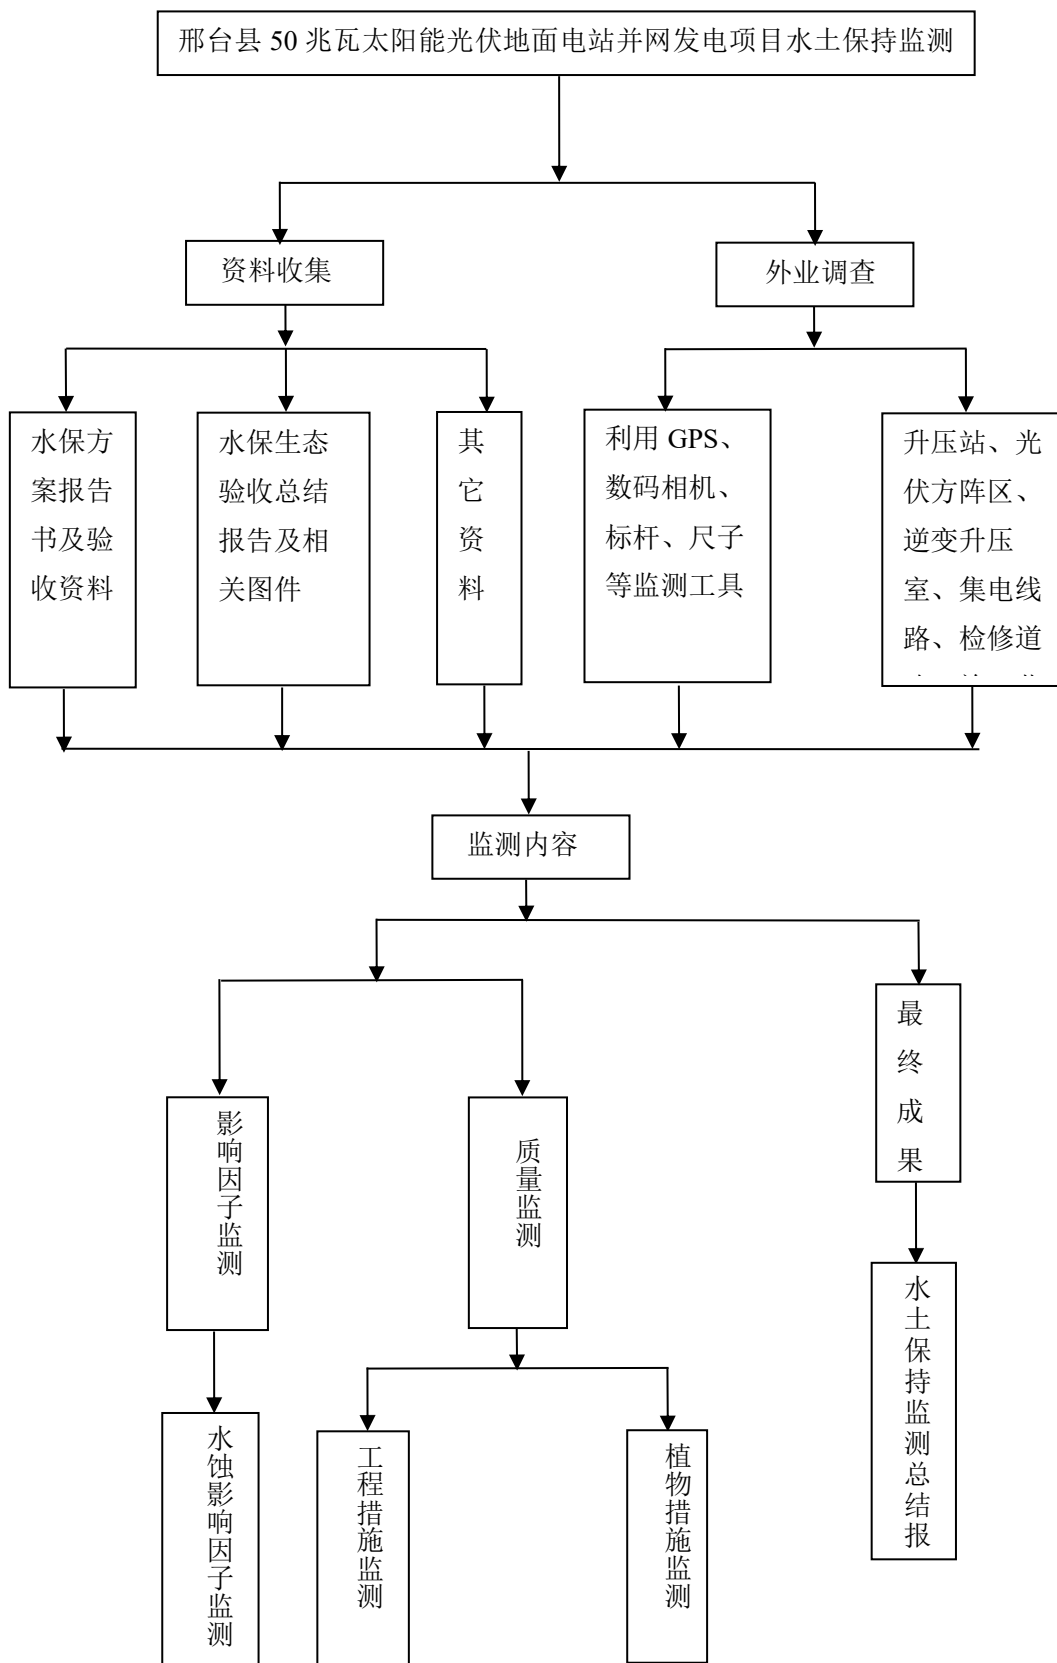 邢台县 50 兆瓦太阳能光伏地面电站并网发电项目水土保持监测
资料收集
外业调查
水保方
案报告
书及验
收资料
水保生态
验收总结
报告及相
关图件
其
它
资
料
利用 GPS、
数码相机、
标杆、尺子
等监测工具
升压站、光
伏方阵区、
逆变升压
室、集电线
路、检修道
监测内容
影响因子监测
质量监测
最
终
成
果
水蚀影响因子监测
工程措施监测
植物措施监测
水土保持监测总结报